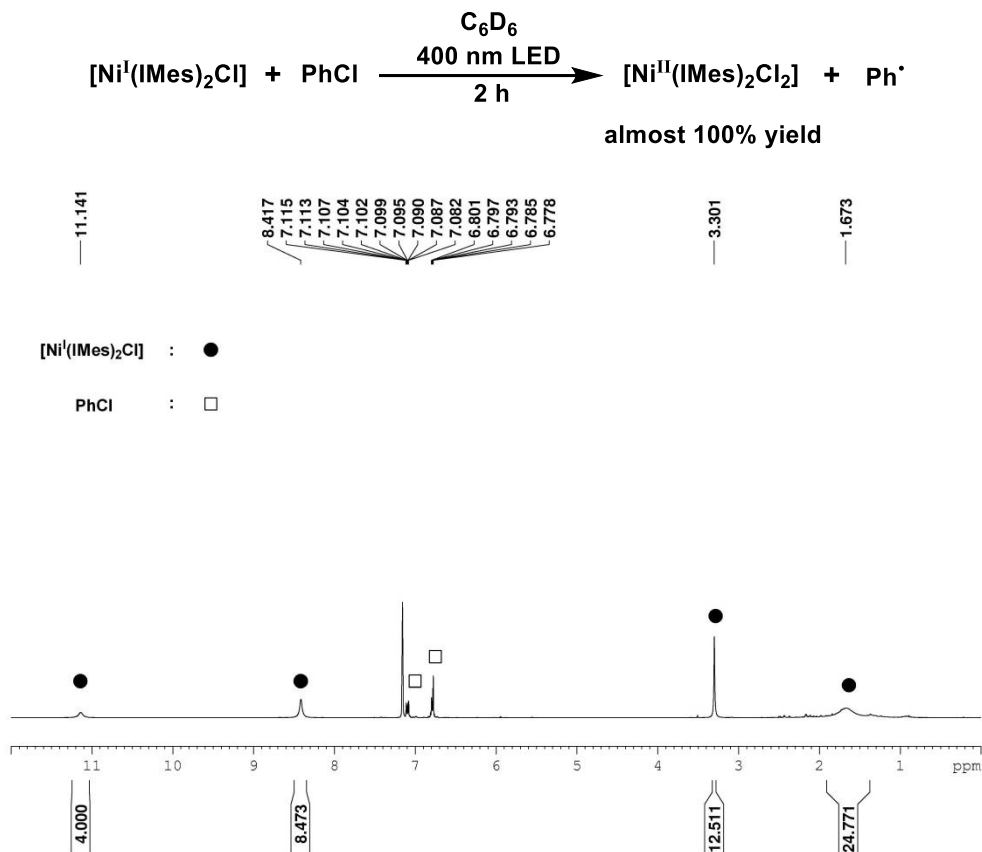 C₆D₆
400 nm LED
[Niᴵ(IMes)₂Cl] + PhCl [Niᴵᴵ(IMes)₂Cl₂] + Ph•
2 h
almost 100% yield
11.141
8.417
7.115
7.113
7.107
7.104
7.102
7.099
7.095
7.090
7.087
7.082
6.801
6.797
6.793
6.785
6.778
3.301
1.673
[Niᴵ(IMes)₂Cl] : ●
PhCl : □
11 10 9 8 7 6 5 4 3 2 1 ppm
4.000
8.473
12.511
24.771